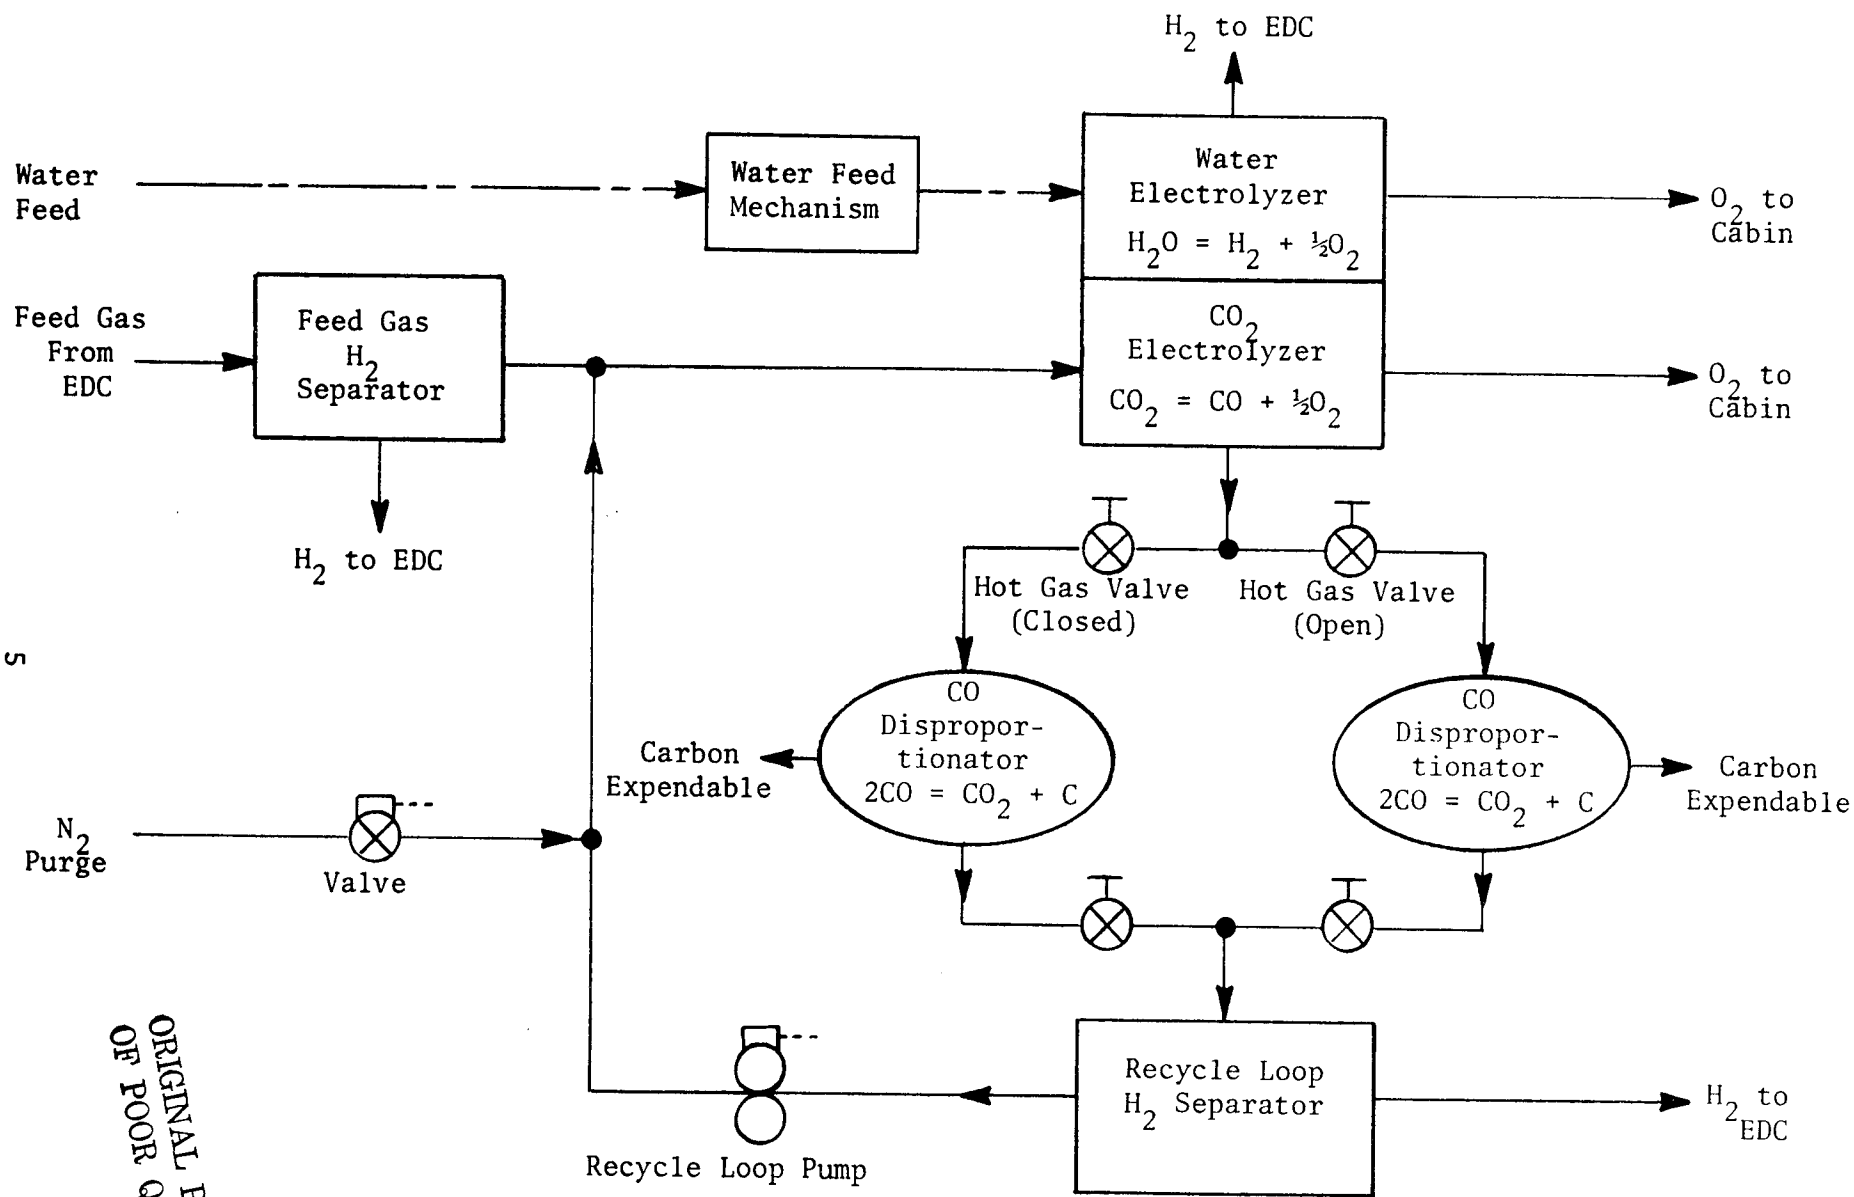 H₂ to EDC
Water
Feed
Water Feed
Mechanism
Water
Electrolyzer
H₂O = H₂ + ½O₂
O₂ to
Cabin
Feed Gas
From
EDC
Feed Gas
H₂
Separator
CO₂
Electrolyzer
CO₂ = CO + ½O₂
O₂ to
Cabin
H₂ to EDC
Hot Gas Valve
(Closed)
Hot Gas Valve
(Open)
5
CO
Dispropor-
tionator
2CO = CO₂ + C
Carbon
Expendable
CO
Dispropor-
tionator
2CO = CO₂ + C
Carbon
Expendable
N₂
Purge
Valve
Recycle Loop
H₂ Separator
H₂ to
EDC
Recycle Loop Pump
ORIGINAL
OF POOR